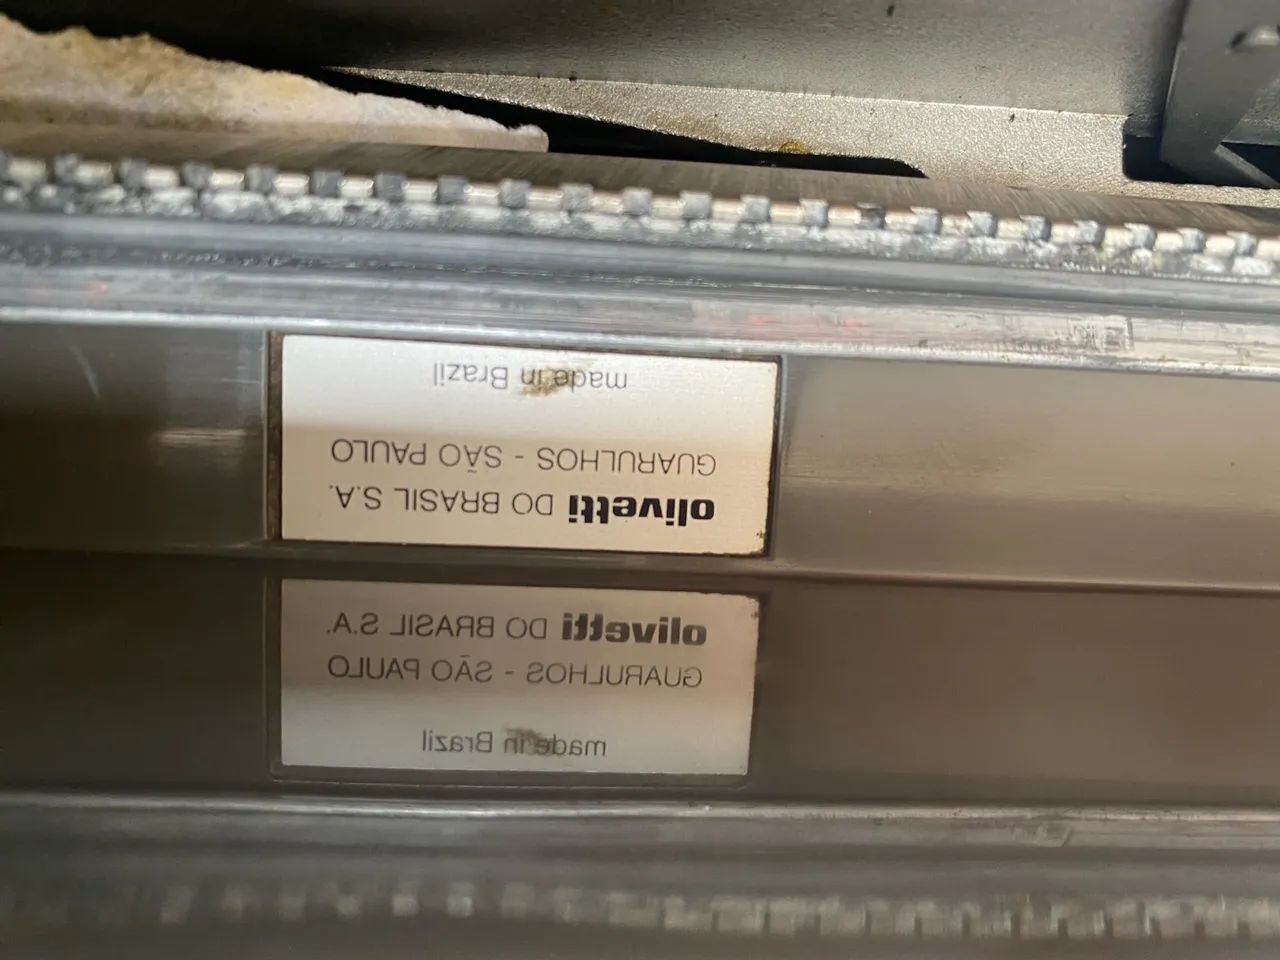 olivetti DO BRASIL S.A.
GUARULHOS - SÃO PAULO
made in Brazil
olivetti DO BRASIL S.A.
GUARULHOS - SÃO PAULO
made in Brazil